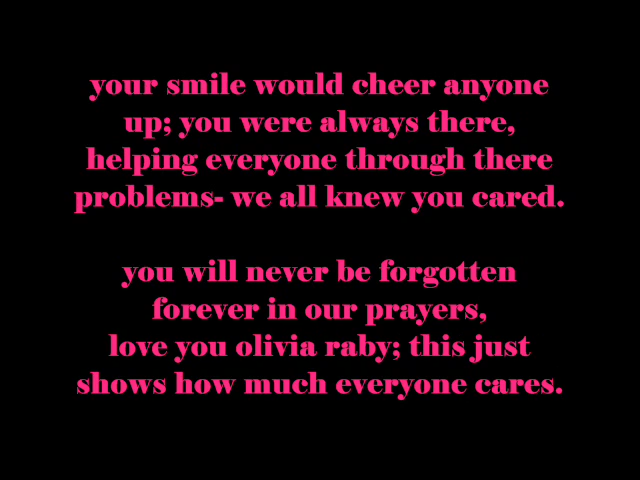 your smile would cheer anyone
up; you were always there,
helping everyone through there
problems- we all knew you cared.
you will never be forgotten
forever in our prayers,
love you olivia raby; this just
shows how much everyone cares.